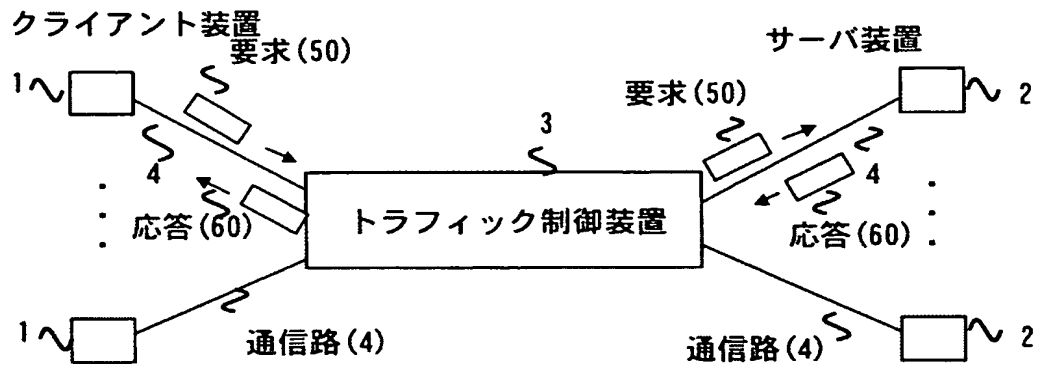 クライアント装置
要求(50)
サーバ装置
1
要求(50)
2
3
4
4
トラフィック制御装置
応答(60)
応答(60)
1
通信路(4)
通信路(4)
2